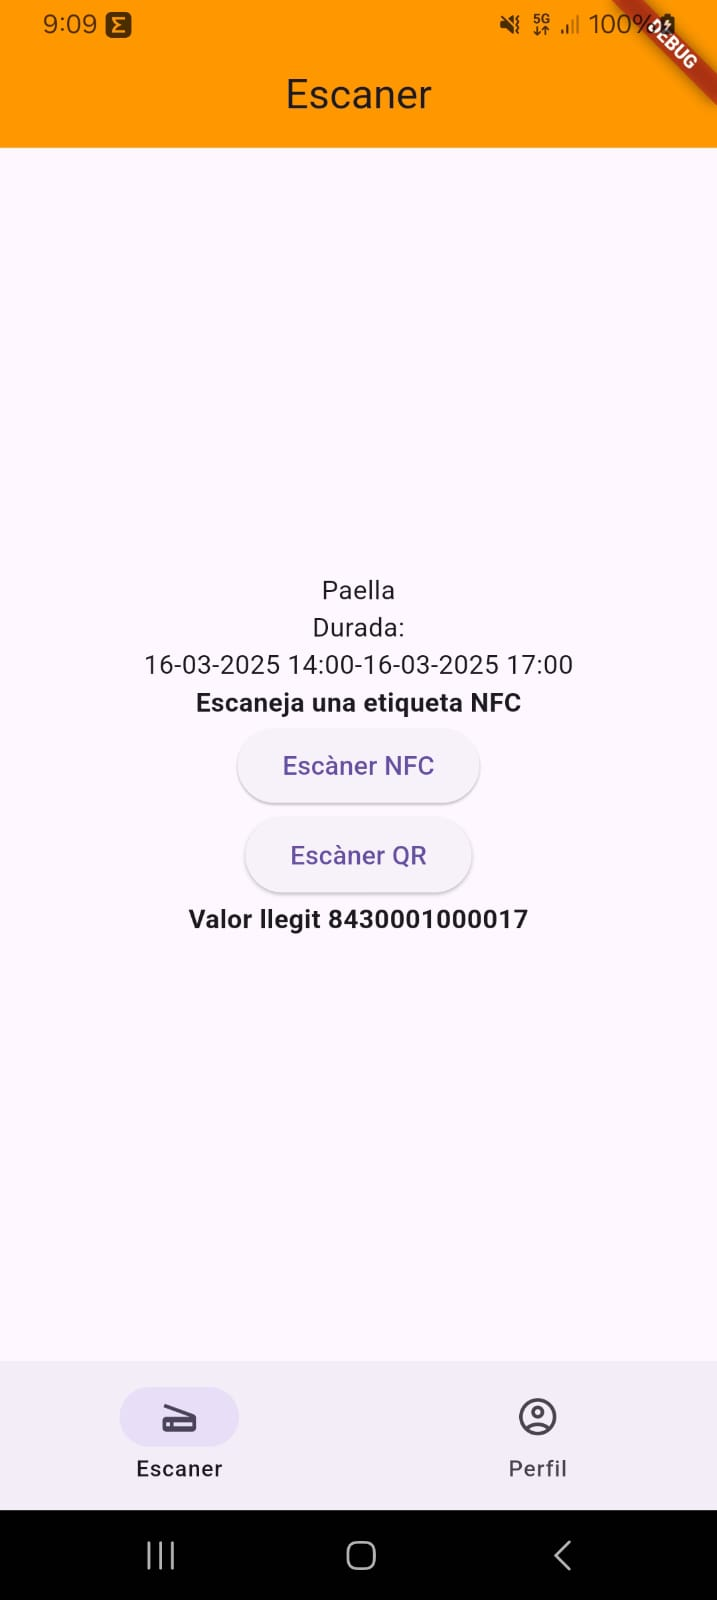 9:09 Σ 5G 100%
DEBUG
Escaner
Paella
Durada:
16-03-2025 14:00-16-03-2025 17:00
Escaneja una etiqueta NFC
Escàner NFC
Escàner QR
Valor llegit 8430001000017
Escaner Perfil